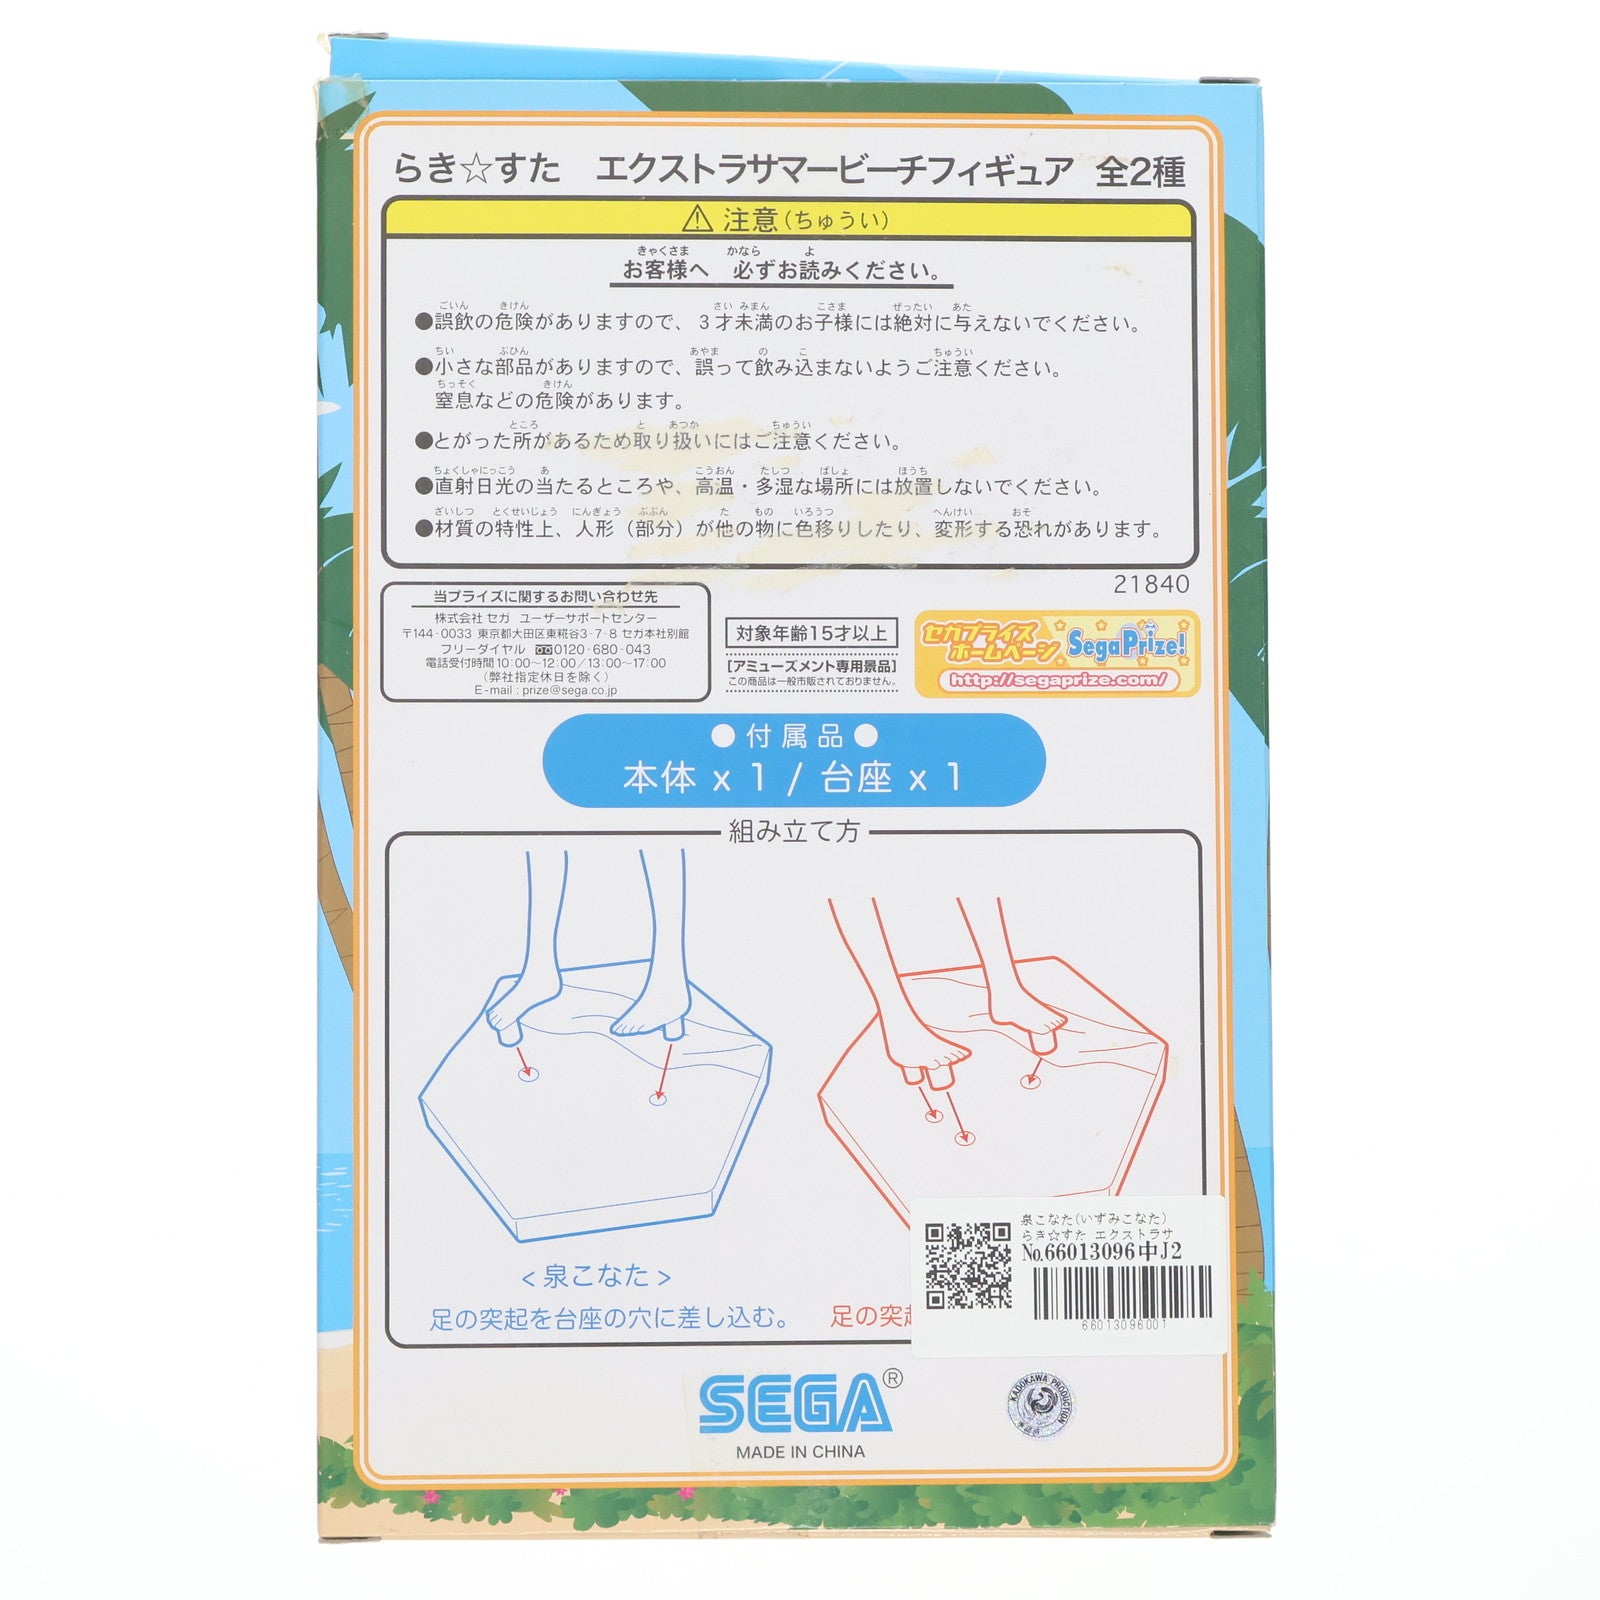 らき☆すた エクストラサマービーチフィギュア 全2種
⚠ 注意(ちゅうい)
お客様へ 必ずお読みください。
●誤飲の危険がありますので、3才未満のお子様には絶対に与えないでください。
●小さな部品がありますので、誤って飲み込まないようご注意ください。
窒息などの危険があります。
●とがった所があるため取り扱いにはご注意ください。
●直射日光の当たるところや、高温・多湿な場所には放置しないでください。
●材質の特性上、人形（部分）が他の物に色移りしたり、変形する恐れがあります。
21840
当プライズに関するお問い合わせ先
株式会社 セガ ユーザーサポートセンター
〒144-0033 東京都大田区東糀谷3-7-8 セガ本社別館
フリーダイヤル 0120-680-043
電話受付時間 10:00〜12:00/13:00〜17:00
(弊社指定休日を除く)
E-mail : prize@sega.co.jp
対象年齢15才以上
[アミューズメント専用景品]
この商品は一般市販されておりません。
セガプライズ
ホームページ
SegaPrize!
http://segaprize.com/
●付属品●
本体 x 1 / 台座 x 1
組み立て方
<泉こなた>
足の突起を台座の穴に差し込む。
足の突起
泉こなた(いずみこなた)
らき☆すた エクストラサ
No.66013096中J2
66013096001
SEGA®
MADE IN CHINA
KADOKAWA PRODUCTION